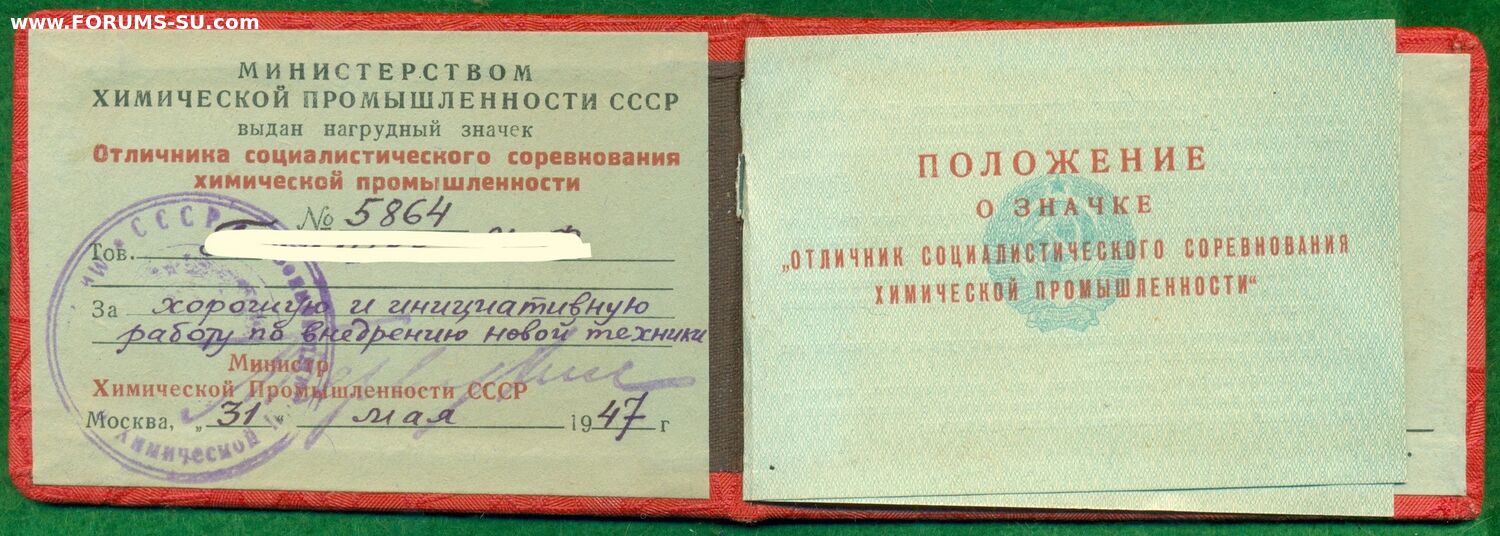 www.FORUMS-SU.com
МИНИСТЕРСТВОМ
ХИМИЧЕСКОЙ ПРОМЫШЛЕННОСТИ СССР
выдан нагрудный значек
Отличника социалистического соревнования
химической промышленности
№ 5864
Тов.
За хорошую и инициативную
работу по внедрению новой техники
Министр
Химической Промышленности СССР
Москва, „31“ мая 1947 г
СССР
Химической
ПОЛОЖЕНИЕ
О ЗНАЧКЕ
„ОТЛИЧНИК СОЦИАЛИСТИЧЕСКОГО СОРЕВНОВАНИЯ
ХИМИЧЕСКОЙ ПРОМЫШЛЕННОСТИ“